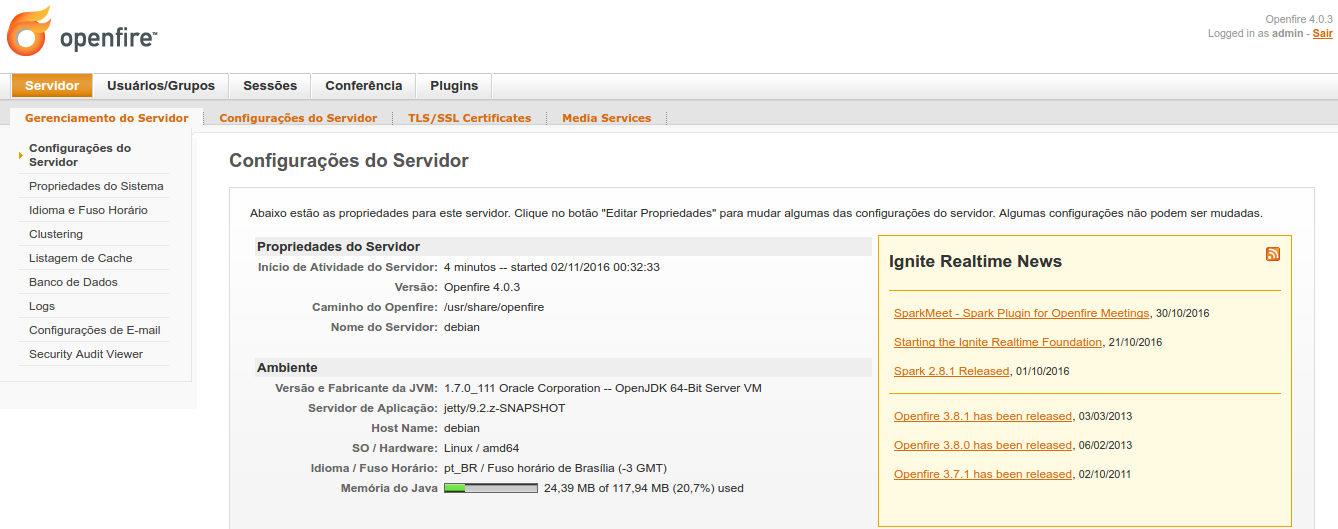 openfire™
Openfire 4.0.3
Logged in as admin - Sair
Servidor
Usuários/Grupos
Sessões
Conferência
Plugins
Gerenciamento do Servidor
Configurações do Servidor
TLS/SSL Certificates
Media Services
Configurações do
Servidor
Propriedades do Sistema
Idioma e Fuso Horário
Clustering
Listagem de Cache
Banco de Dados
Logs
Configurações de E-mail
Security Audit Viewer
Configurações do Servidor
Abaixo estão as propriedades para este servidor. Clique no botão "Editar Propriedades" para mudar algumas das configurações do servidor. Algumas configurações não podem ser mudadas.
Propriedades do Servidor
Início de Atividade do Servidor: 4 minutos -- started 02/11/2016 00:32:33
Versão: Openfire 4.0.3
Caminho do Openfire: /usr/share/openfire
Nome do Servidor: debian
Ambiente
Versão e Fabricante da JVM: 1.7.0_111 Oracle Corporation -- OpenJDK 64-Bit Server VM
Servidor de Aplicação: jetty/9.2.z-SNAPSHOT
Host Name: debian
SO / Hardware: Linux / amd64
Idioma / Fuso Horário: pt_BR / Fuso horário de Brasília (-3 GMT)
Memória do Java 24,39 MB of 117,94 MB (20,7%) used
Ignite Realtime News
SparkMeet - Spark Plugin for Openfire Meetings, 30/10/2016
Starting the Ignite Realtime Foundation, 21/10/2016
Spark 2.8.1 Released, 01/10/2016
Openfire 3.8.1 has been released, 03/03/2013
Openfire 3.8.0 has been released, 06/02/2013
Openfire 3.7.1 has been released, 02/10/2011